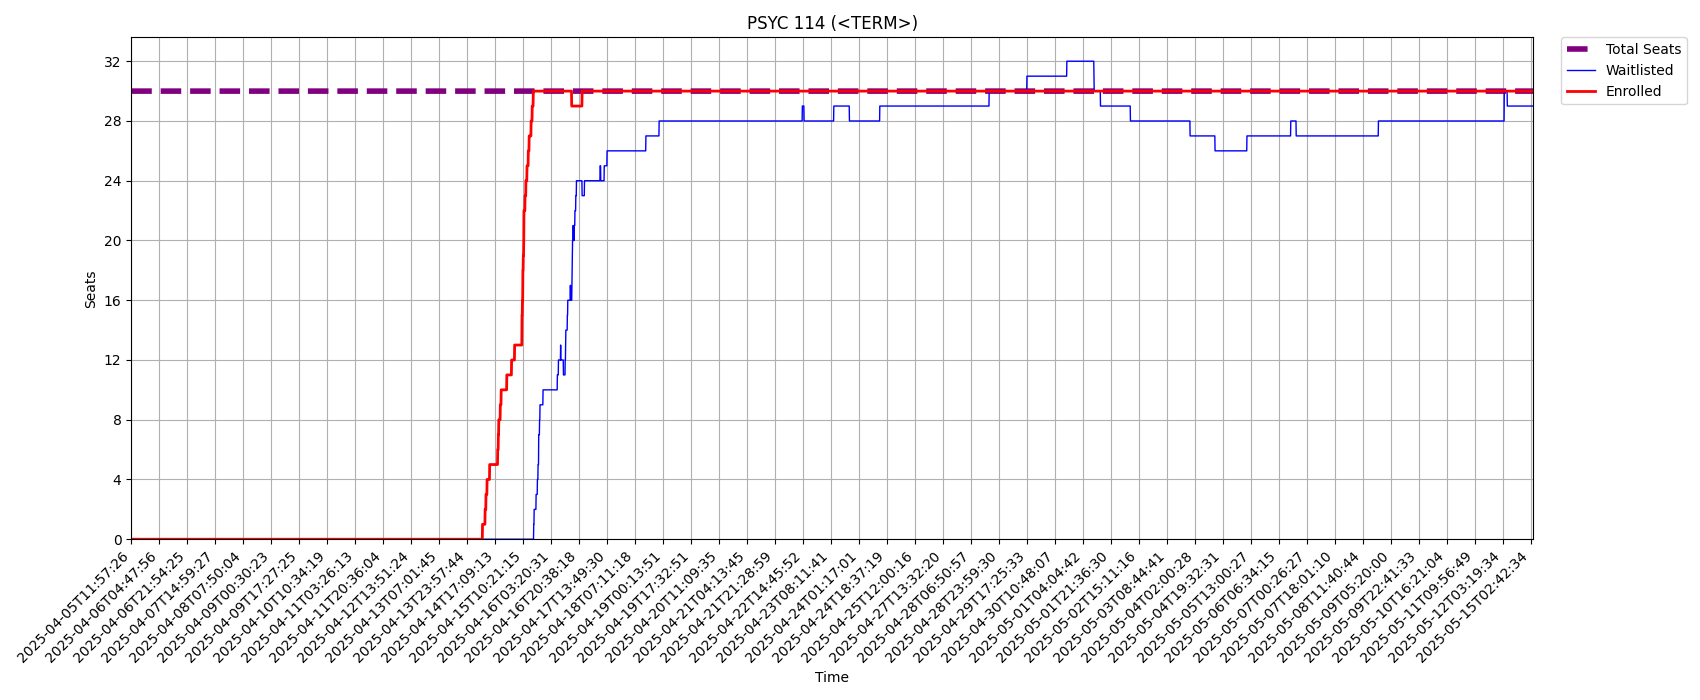 PSYC 114 (<TERM>)
Total Seats
Waitlisted
Enrolled
Seats
32
28
24
20
16
12
8
4
0
2025-04-05T11:57:26
2025-04-06T04:47:56
2025-04-06T21:54:25
2025-04-07T14:59:27
2025-04-08T07:50:04
2025-04-09T00:30:23
2025-04-09T17:27:25
2025-04-10T10:34:19
2025-04-11T03:26:13
2025-04-11T20:36:04
2025-04-12T13:51:24
2025-04-13T07:01:45
2025-04-13T23:57:44
2025-04-14T17:09:13
2025-04-15T10:21:15
2025-04-16T03:20:31
2025-04-16T20:38:18
2025-04-17T13:49:30
2025-04-18T07:11:18
2025-04-19T00:13:51
2025-04-19T17:32:51
2025-04-20T11:09:35
2025-04-21T04:13:45
2025-04-21T21:28:59
2025-04-22T14:45:52
2025-04-23T08:11:41
2025-04-24T01:17:01
2025-04-24T18:37:19
2025-04-25T12:00:16
2025-04-27T13:32:20
2025-04-28T06:50:57
2025-04-28T23:59:30
2025-04-29T17:25:33
2025-04-30T10:48:07
2025-05-01T04:04:42
2025-05-01T21:36:30
2025-05-02T15:11:16
2025-05-03T08:44:41
2025-05-04T02:00:28
2025-05-04T19:32:31
2025-05-05T13:00:27
2025-05-06T06:34:15
2025-05-07T00:26:27
2025-05-07T18:01:10
2025-05-08T11:40:44
2025-05-09T05:20:00
2025-05-09T22:41:33
2025-05-10T16:21:04
2025-05-11T09:56:49
2025-05-12T03:19:34
2025-05-15T02:42:34
Time